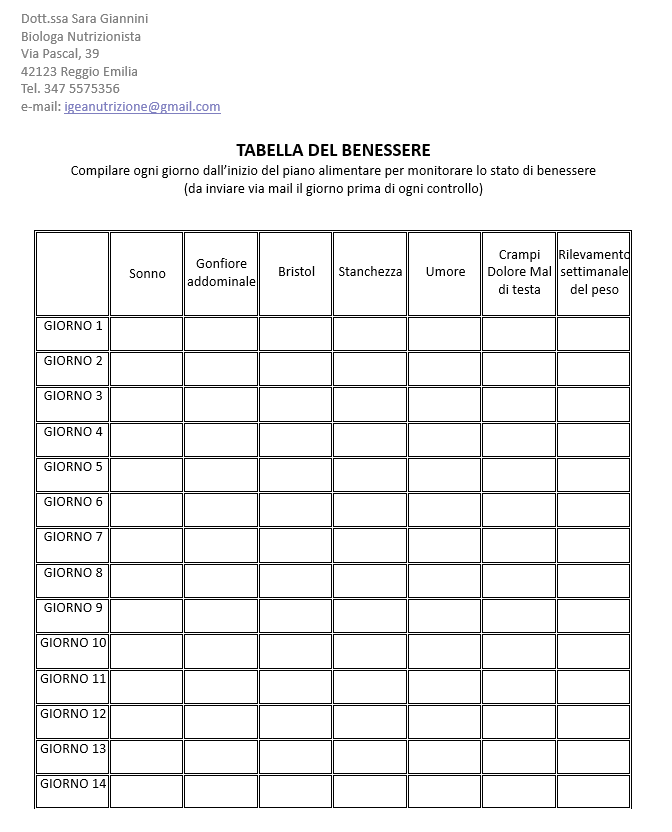 Dott.ssa Sara Giannini
Biologa Nutrizionista
Via Pascal, 39
42123 Reggio Emilia
Tel. 347 5575356
e-mail: igeanutrizione@gmail.com
TABELLA DEL BENESSERE
Compilare ogni giorno dall’inizio del piano alimentare per monitorare lo stato di benessere
(da inviare via mail il giorno prima di ogni controllo)
Sonno
Gonfiore
addominale
Bristol
Stanchezza
Umore
Crampi
Dolore Mal
di testa
Rilevamento
settimanale
del peso
GIORNO 1
GIORNO 2
GIORNO 3
GIORNO 4
GIORNO 5
GIORNO 6
GIORNO 7
GIORNO 8
GIORNO 9
GIORNO 10
GIORNO 11
GIORNO 12
GIORNO 13
GIORNO 14